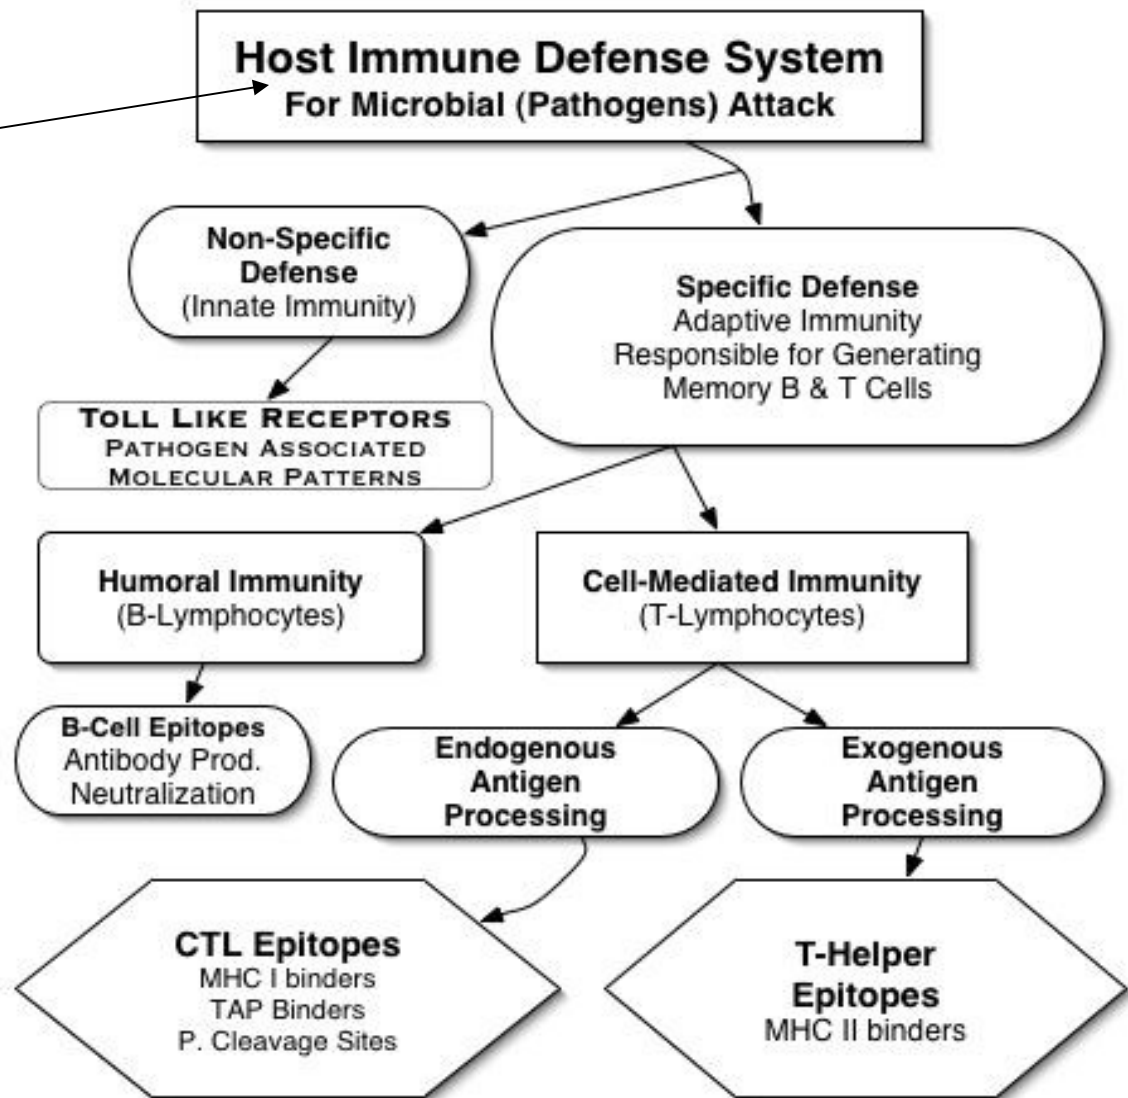 Host Immune Defense System
For Microbial (Pathogens) Attack
Non-Specific
Defense
(Innate Immunity)
Specific Defense
Adaptive Immunity
Responsible for Generating
Memory B & T Cells
TOLL LIKE RECEPTORS
PATHOGEN ASSOCIATED
MOLECULAR PATTERNS
Humoral Immunity
(B-Lymphocytes)
Cell-Mediated Immunity
(T-Lymphocytes)
B-Cell Epitopes
Antibody Prod.
Neutralization
Endogenous
Antigen
Processing
Exogenous
Antigen
Processing
CTL Epitopes
MHC I binders
TAP Binders
P. Cleavage Sites
T-Helper
Epitopes
MHC II binders